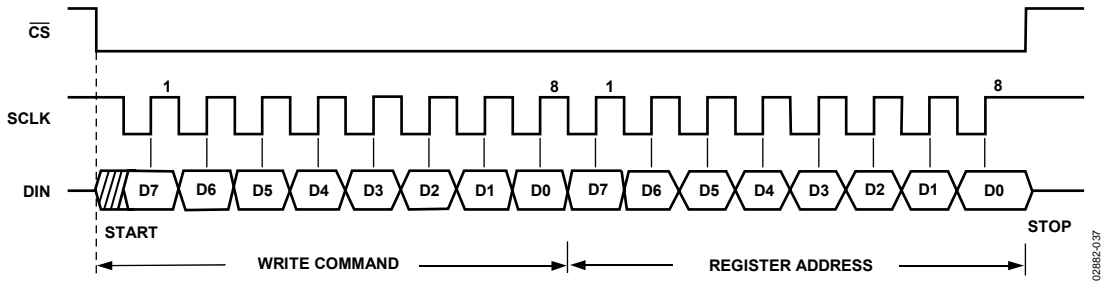 CS
1 8 1 8
SCLK
DIN D7 D6 D5 D4 D3 D2 D1 D0 D7 D6 D5 D4 D3 D2 D1 D0
START STOP
WRITE COMMAND REGISTER ADDRESS
02882-037